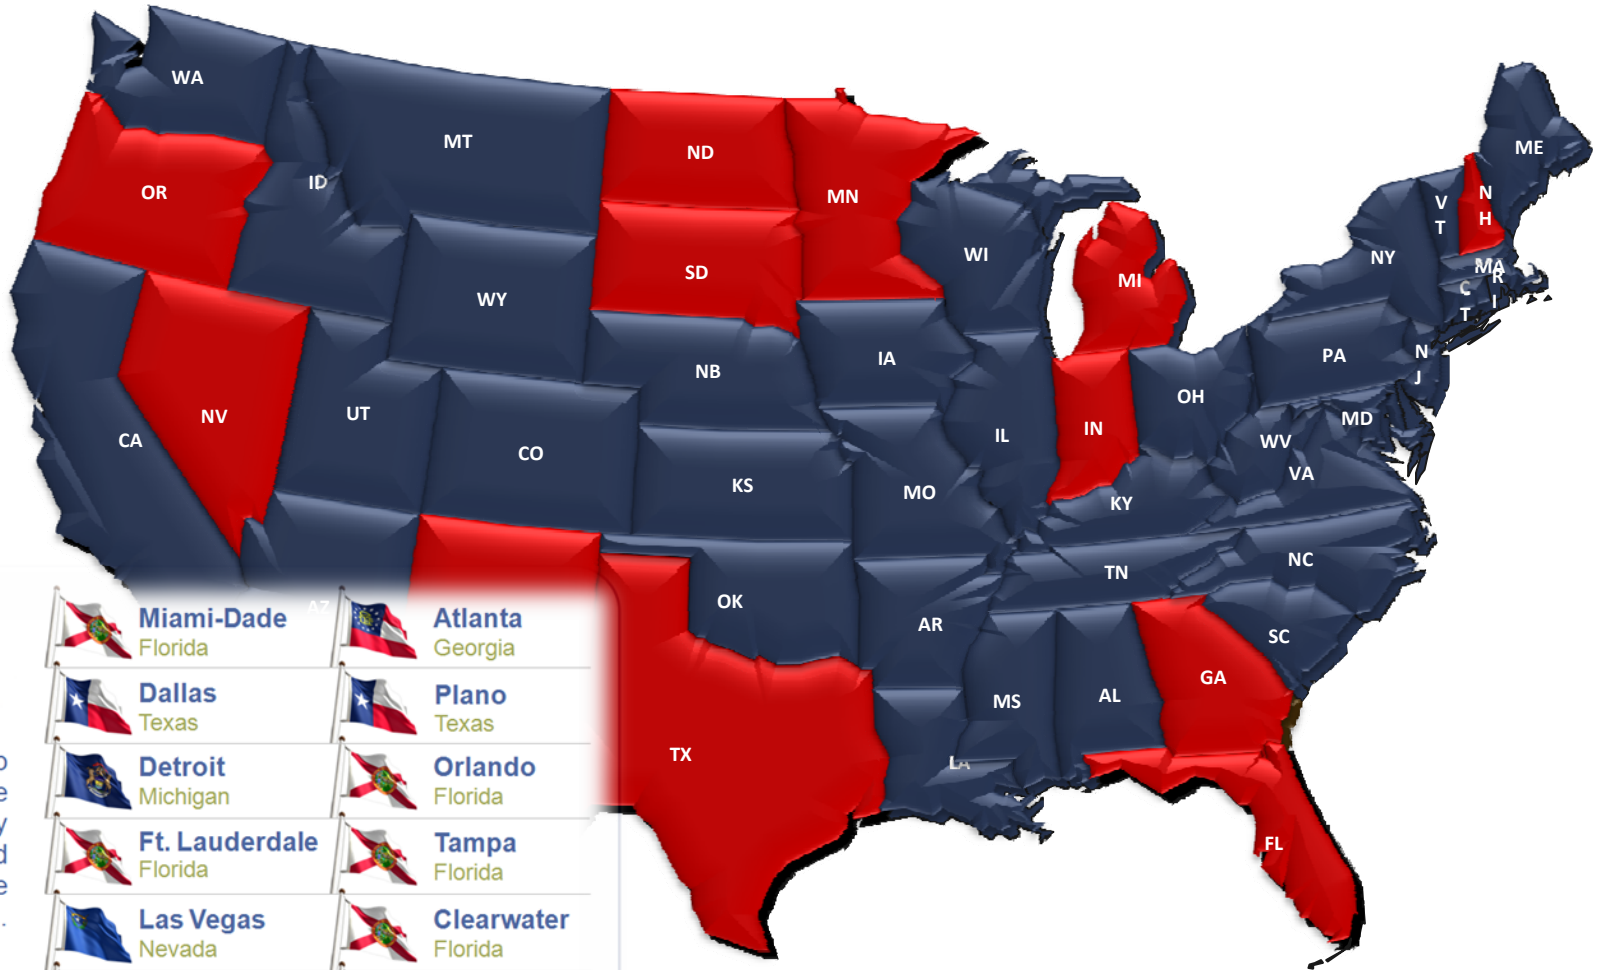 WA
MT
ND
MN
OR
ID
SD
WI
MI
ME
V
T
N
H
NY
MA
R
I
C
T
WY
NV
UT
CA
CO
NB
IA
KS
MO
IL
IN
OH
PA
N
J
MD
WV
VA
KY
NC
TN
SC
AZ
OK
AR
MS
AL
GA
LA
TX
FL
Miami-Dade
Florida
Atlanta
Georgia
Dallas
Texas
Plano
Texas
Detroit
Michigan
Orlando
Florida
Ft. Lauderdale
Florida
Tampa
Florida
Las Vegas
Nevada
Clearwater
Florida